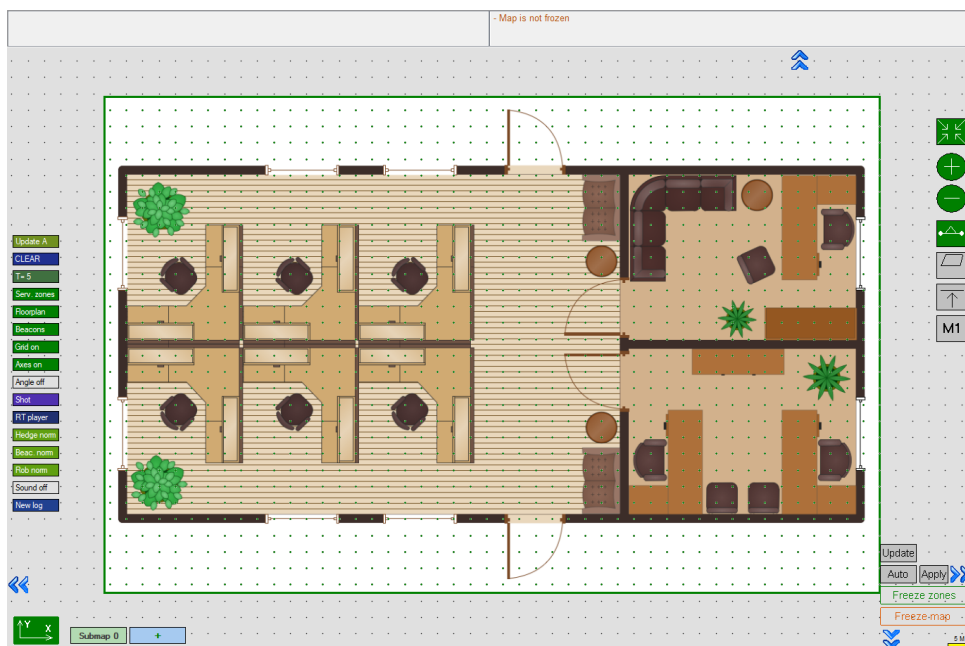 - Map is not frozen
Update A
CLEAR
T= 5
Serv. zones
Floorplan
Beacons
Grid on
Axes on
Angle off
Shot
RT player
Hedge norm
Beac. norm
Rob norm
Sound off
New log
M1
Update
Auto
Apply
Freeze zones
Freeze map
Y
X
Submap 0
+
5 M